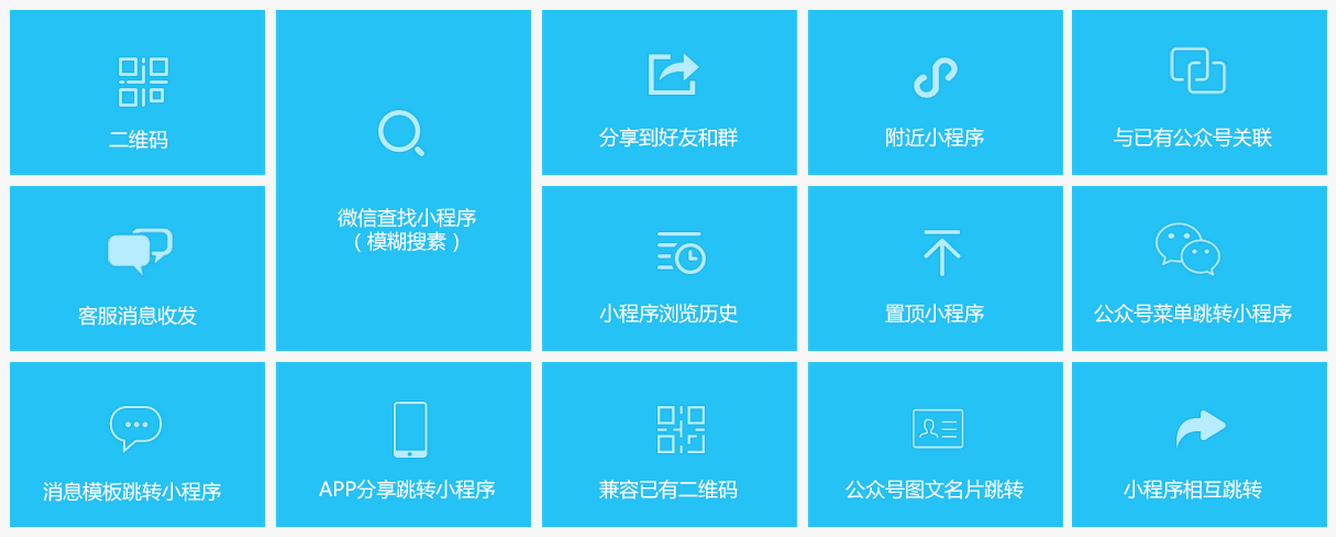 二维码
微信查找小程序
（模糊搜素）
分享到好友和群
附近小程序
与已有公众号关联
客服消息收发
小程序浏览历史
置顶小程序
公众号菜单跳转小程序
消息模板跳转小程序
APP分享跳转小程序
兼容已有二维码
公众号图文名片跳转
小程序相互跳转